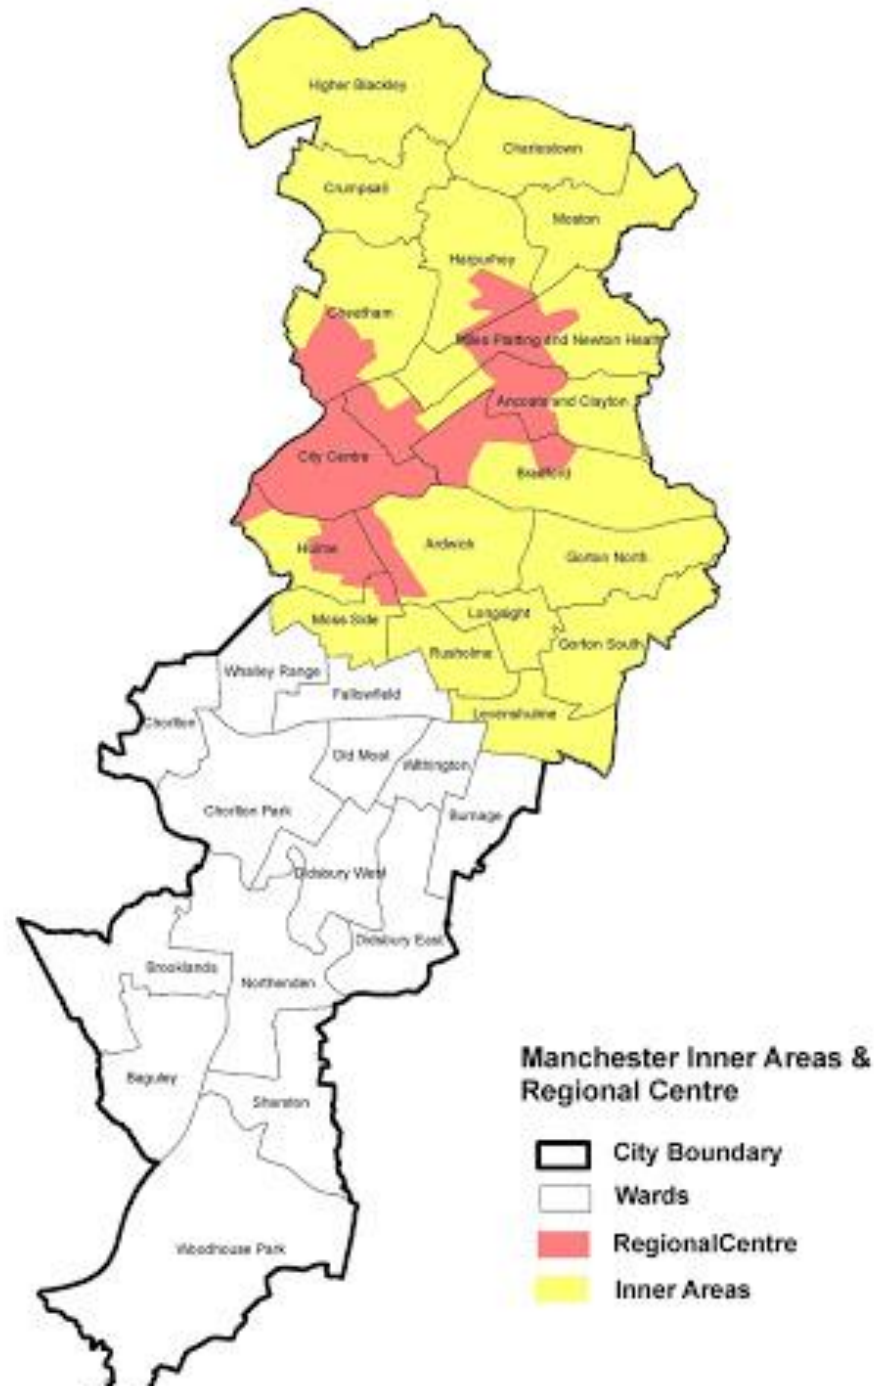 Higher Blackley
Charlestown
Crumpsall
Moston
Harpurhey
Cheetham
Miles Platting and Newton Heath
Ancoats and Clayton
City Centre
Bradford
Hulme
Ardwick
Gorton North
Moss Side
Longsight
Rusholme
Gorton South
Whalley Range
Fallowfield
Chorlton
Levenshulme
Old Moat
Withington
Chorlton Park
Burnage
Didsbury West
Didsbury East
Brooklands
Northenden
Baguley
Sharston
Woodhouse Park
Manchester Inner Areas &
Regional Centre
City Boundary
Wards
RegionalCentre
Inner Areas